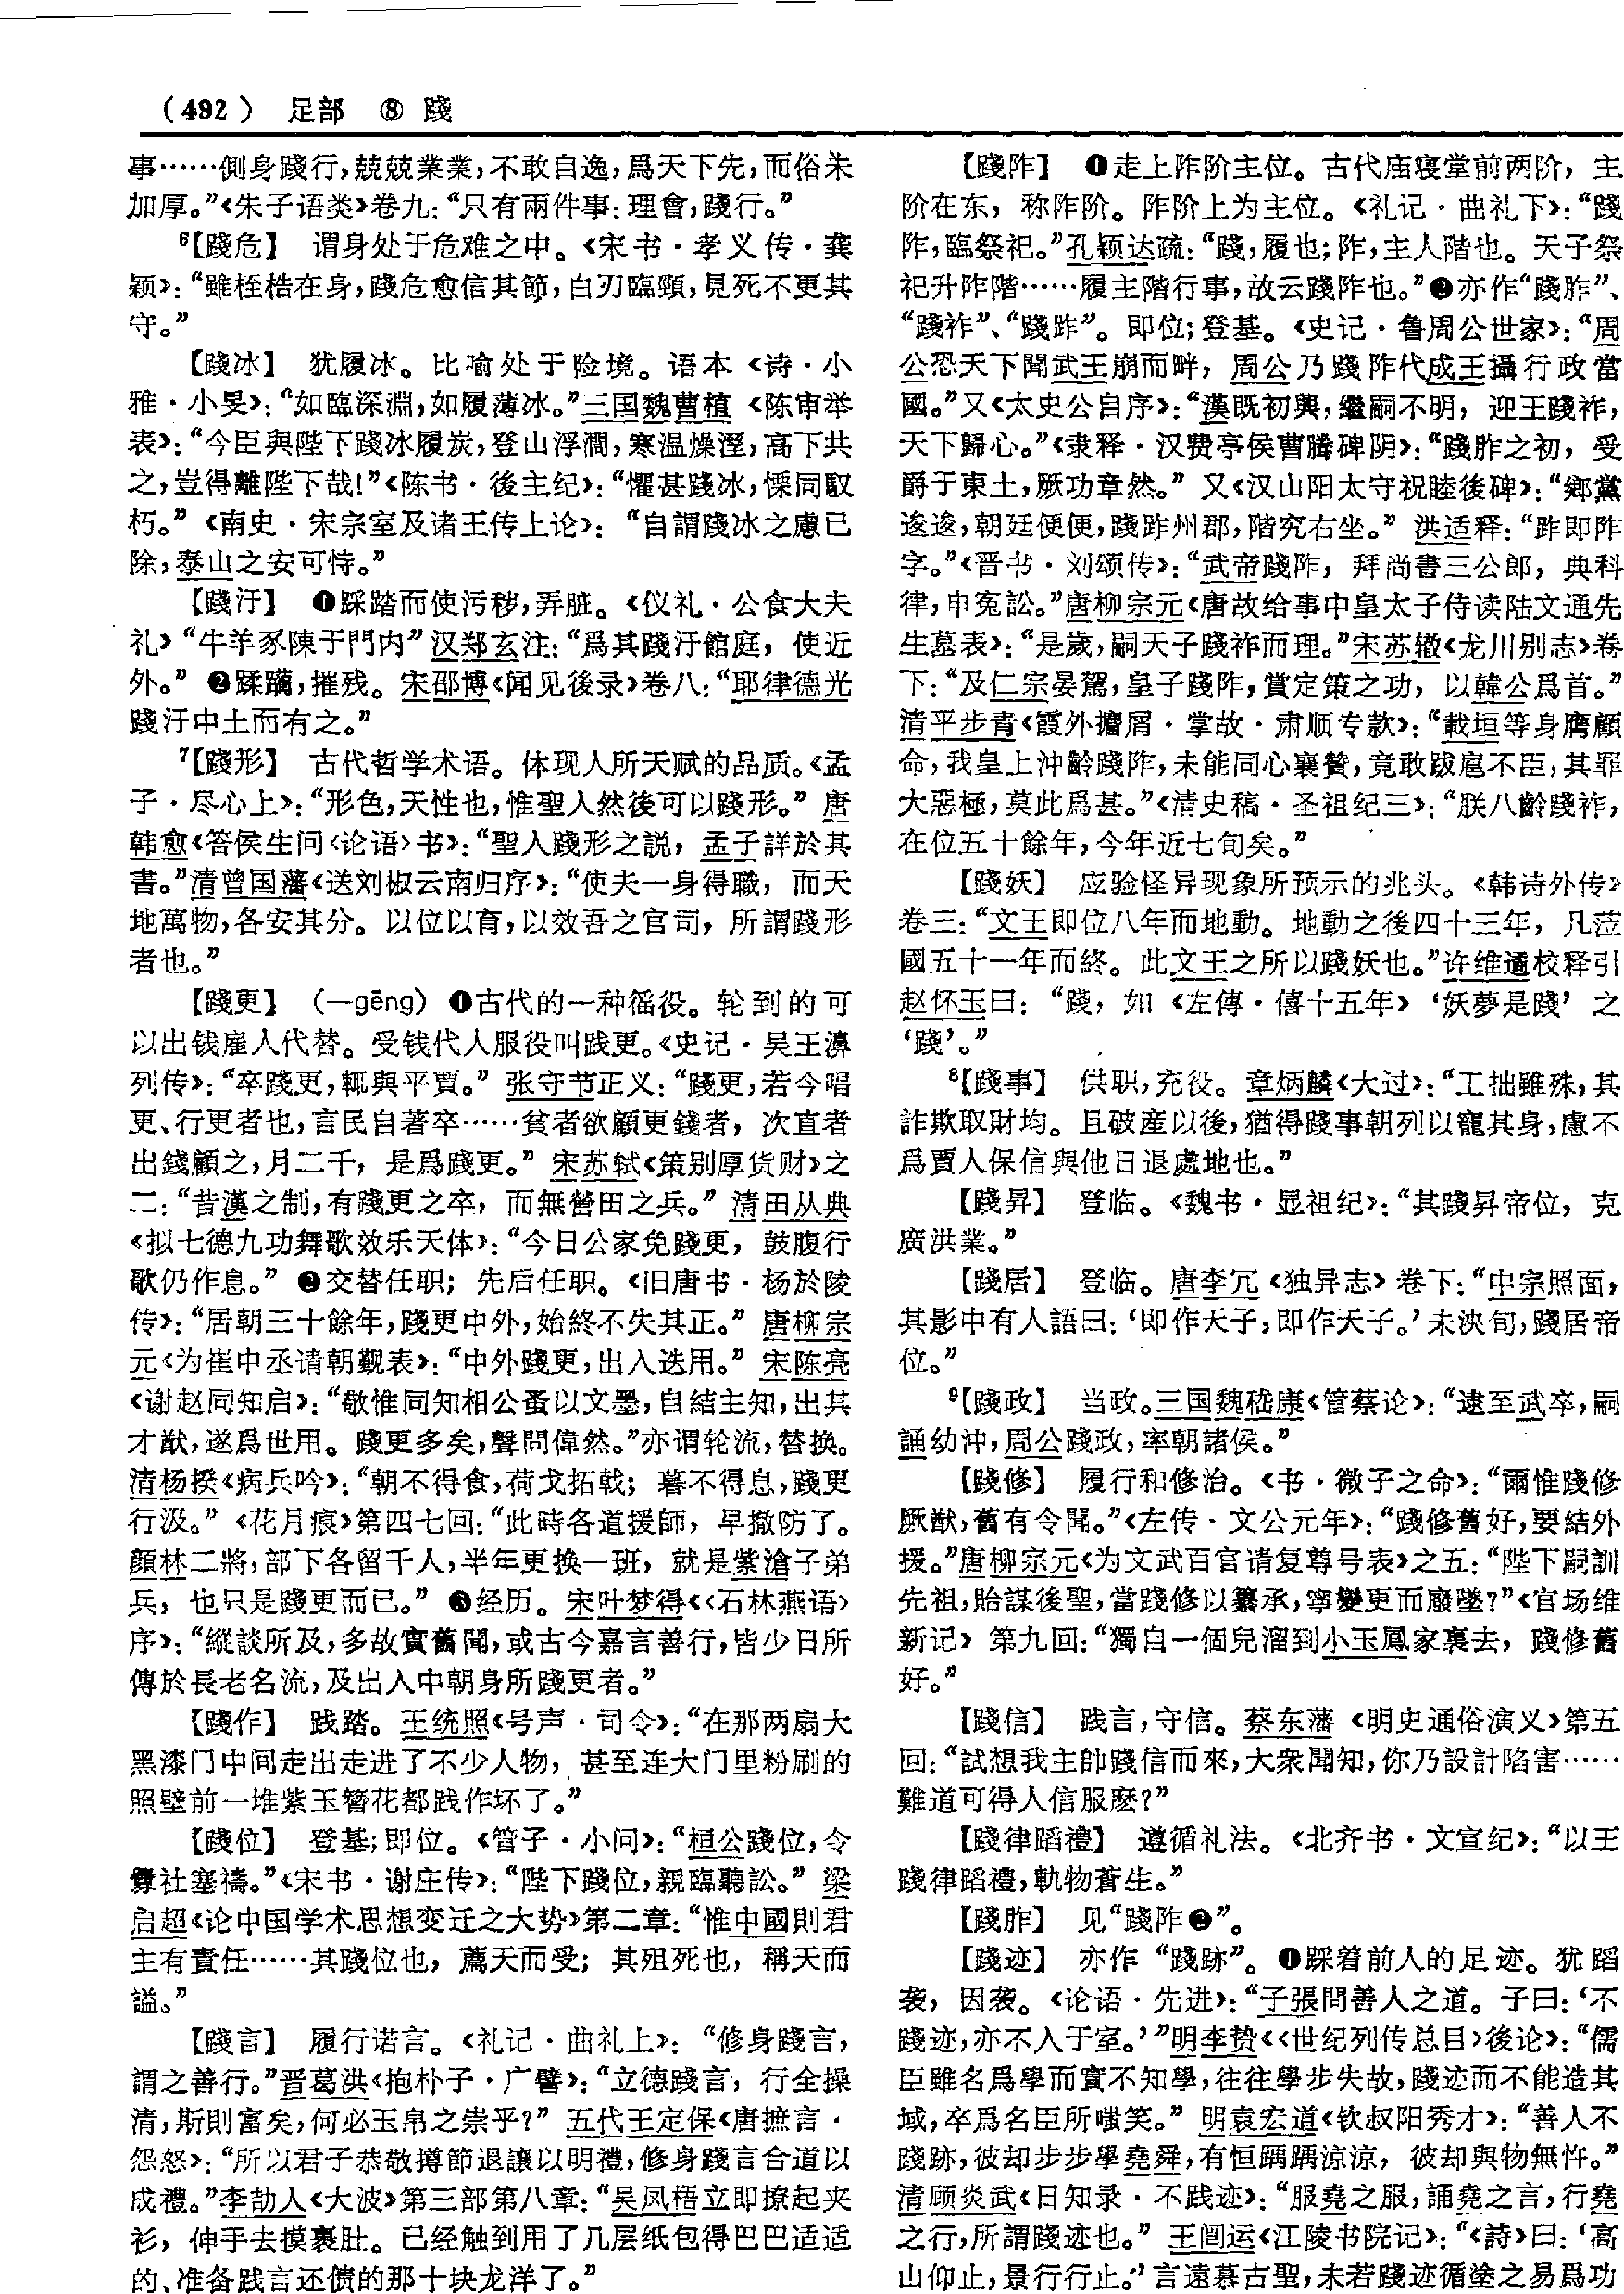 （492） 足部 ⑧ 踐
事……側身踐行，兢兢業業，不敢自逸，爲天下先，而俗未
加厚。”《朱子语类》卷九：“只有兩件事：理會，踐行。”
6【踐危】 谓身处于危难之中。《宋书·孝义传·龚
颖》：“雖桎梏在身，踐危愈信其節，白刃臨頸，見死不更其
守。”
【踐冰】 犹履冰。比喻处于险境。语本《诗·小
雅·小旻》：“如臨深淵，如履薄冰。”三国魏曹植《陈审举
表》：“今臣與陛下踐冰履炭，登山浮澗，寒温燥溼，高下共
之，豈得離陛下哉！”《陈书·後主纪》：“懼甚踐冰，慄同馭
朽。”《南史·宋宗室及诸王传上论》：“自謂踐冰之慮已
除，泰山之安可恃。”
【踐汙】 ❶踩踏而使污秽，弄脏。《仪礼·公食大夫
礼》“牛羊豕陳于門内”汉郑玄注：“爲其踐汙館庭，使近
外。”❷蹂躏，摧残。宋邵博《闻见後录》卷八：“耶律德光
踐汙中土而有之。”
7【踐形】 古代哲学术语。体现人所天赋的品质。《孟
子·尽心上》：“形色，天性也，惟聖人然後可以踐形。”唐
韩愈《答侯生问〈论语〉书》：“聖人踐形之説，孟子詳於其
書。”清曾国藩《送刘椒云南归序》：“使夫一身得職，而天
地萬物，各安其分。以位以育，以效吾之官司，所謂踐形
者也。”
【踐更】 （—gēng）❶古代的一种徭役。轮到的可
以出钱雇人代替。受钱代人服役叫践更。《史记·吴王濞
列传》：“卒踐更，輒與平賈。”张守节正义：“踐更，若今唱
更、行更者也，言民自著卒……貧者欲顧更錢者，次直者
出錢顧之，月二千，是爲踐更。”宋苏轼《策别厚货财》之
二：“昔漢之制，有踐更之卒，而無營田之兵。”清田从典
《拟七德九功舞歌效乐天体》：“今日公家免踐更，鼓腹行
歌仍作息。”❷交替任职；先后任职。《旧唐书·杨於陵
传》：“居朝三十餘年，踐更中外，始終不失其正。”唐柳宗
元《为崔中丞请朝觐表》：“中外踐更，出入迭用。”宋陈亮
《谢赵同知启》：“敬惟同知相公蚤以文墨，自結主知，出其
才猷，遂爲世用。踐更多矣，聲問偉然。”亦谓轮流，替换。
清杨揆《病兵吟》：“朝不得食，荷戈拓戟；暮不得息，踐更
行汲。”《花月痕》第四七回：“此時各道援師，早撤防了。
顔林二將，部下各留千人，半年更换一班，就是紫滄子弟
兵，也只是踐更而已。”❸经历。宋叶梦得《〈石林燕语〉
序》：“縱談所及，多故實舊聞，或古今嘉言善行，皆少日所
傳於長老名流，及出入中朝身所踐更者。”
【踐作】 践踏。王统照《号声·司令》：“在那两扇大
黑漆门中间走出走进了不少人物，甚至连大门里粉刷的
照壁前一堆紫玉簪花都践作坏了。”
【踐位】 登基；即位。《管子·小问》：“桓公踐位，令
釁社塞禱。”《宋书·谢庄传》：“陛下踐位，親臨聽訟。”梁
启超《论中国学术思想变迁之大势》第二章：“惟中國則君
主有責任……其踐位也，薦天而受；其殂死也，稱天而
謚。”
【踐言】 履行诺言。《礼记·曲礼上》：“修身踐言，
謂之善行。”晋葛洪《抱朴子·广譬》：“立德踐言，行全操
清，斯則富矣，何必玉帛之崇乎？”五代王定保《唐摭言·
怨怒》：“所以君子恭敬撙節退讓以明禮，修身踐言合道以
成禮。”李劼人《大波》第三部第八章：“吴凤梧立即撩起夹
衫，伸手去摸裹肚。已经触到用了几层纸包得巴巴适适
的、准备践言还债的那十块龙洋了。”
【踐阼】 ❶走上阼阶主位。古代庙寝堂前两阶，主
阶在东，称阼阶。阼阶上为主位。《礼记·曲礼下》：“踐
阼，臨祭祀。”孔颖达疏：“踐，履也；阼，主人階也。天子祭
祀升阼階……履主階行事，故云踐阼也。”❷亦作“踐胙”、
“踐祚”、“踐跓”。即位；登基。《史记·鲁周公世家》：“周
公恐天下聞武王崩而畔，周公乃踐阼代成王攝行政當
國。”又《太史公自序》：“漢既初興，繼嗣不明，迎王踐祚，
天下歸心。”《隶释·汉费亭侯曹腾碑阴》：“踐胙之初，受
爵于東土，厥功章然。”又《汉山阳太守祝睦後碑》：“鄉黨
逡逡，朝廷便便，踐跓州郡，階究右坐。”洪适释：“跓即阼
字。”《晋书·刘颂传》：“武帝踐阼，拜尚書三公郎，典科
律，申冤訟。”唐柳宗元《唐故给事中皇太子侍读陆文通先
生墓表》：“是歲，嗣天子踐祚而理。”宋苏辙《龙川别志》卷
下：“及仁宗晏駕，皇子踐阼，賞定策之功，以韓公爲首。”
清平步青《霞外攟屑·掌故·肃顺专款》：“載垣等身膺顧
命，我皇上沖齡踐阼，未能同心襄贊，竟敢跋扈不臣，其罪
大惡極，莫此爲甚。”《清史稿·圣祖纪三》：“朕八齡踐祚，
在位五十餘年，今年近七旬矣。”
【踐妖】 应验怪异现象所预示的兆头。《韩诗外传》
卷三：“文王即位八年而地動。地動之後四十三年，凡蒞
國五十一年而終。此文王之所以踐妖也。”许维遹校释引
赵怀玉曰：“踐，如《左傳·僖十五年》‘妖夢是踐’之
‘踐’。”
8【踐事】 供职，充役。章炳麟《大过》：“工拙雖殊，其
詐欺取財均。且破産以後，猶得踐事朝列以寵其身，慮不
爲賈人保信與他日退處地也。”
【踐昇】 登临。《魏书·显祖纪》：“其踐昇帝位，克
廣洪業。”
【踐居】 登临。唐李冗《独异志》卷下：“中宗照面，
其影中有人語曰：‘即作天子，即作天子。’未浹旬，踐居帝
位。”
9【踐政】 当政。三国魏嵇康《管蔡论》：“逮至武卒，嗣
誦幼沖，周公踐政，率朝諸侯。”
【踐修】 履行和修治。《书·微子之命》：“爾惟踐修
厥猷，舊有令聞。”《左传·文公元年》：“踐修舊好，要結外
援。”唐柳宗元《为文武百官请复尊号表》之五：“陛下嗣訓
先祖，貽謀後聖，當踐修以纂承，寧變更而廢墜？”《官场维
新记》第九回：“獨自一個兒溜到小玉鳳家裏去，踐修舊
好。”
【踐信】 践言，守信。蔡东藩《明史通俗演义》第五
回：“試想我主帥踐信而來，大衆聞知，你乃設計陷害……
難道可得人信服麽？”
【踐律蹈禮】 遵循礼法。《北齐书·文宣纪》：“以王
踐律蹈禮，軌物蒼生。”
【踐胙】 见“踐阼❷”。
【踐迹】 亦作“踐跡”。❶踩着前人的足迹。犹蹈
袭，因袭。《论语·先进》：“子張問善人之道。子曰：‘不
踐迹，亦不入于室。’”明李贽《〈世纪列传总目〉後论》：“儒
臣雖名爲學而實不知學，往往學步失故，踐迹而不能造其
域，卒爲名臣所嗤笑。”明袁宏道《钦叔阳秀才》：“善人不
踐跡，彼却步步學堯舜，有恒踽踽涼涼，彼却與物無忤。”
清顾炎武《日知录·不践迹》：“服堯之服，誦堯之言，行堯
之行，所謂踐迹也。”王闿运《江陵书院记》：“《詩》曰：‘高
山仰止，景行行止。’言遠慕古聖，未若踐迹循塗之易爲功